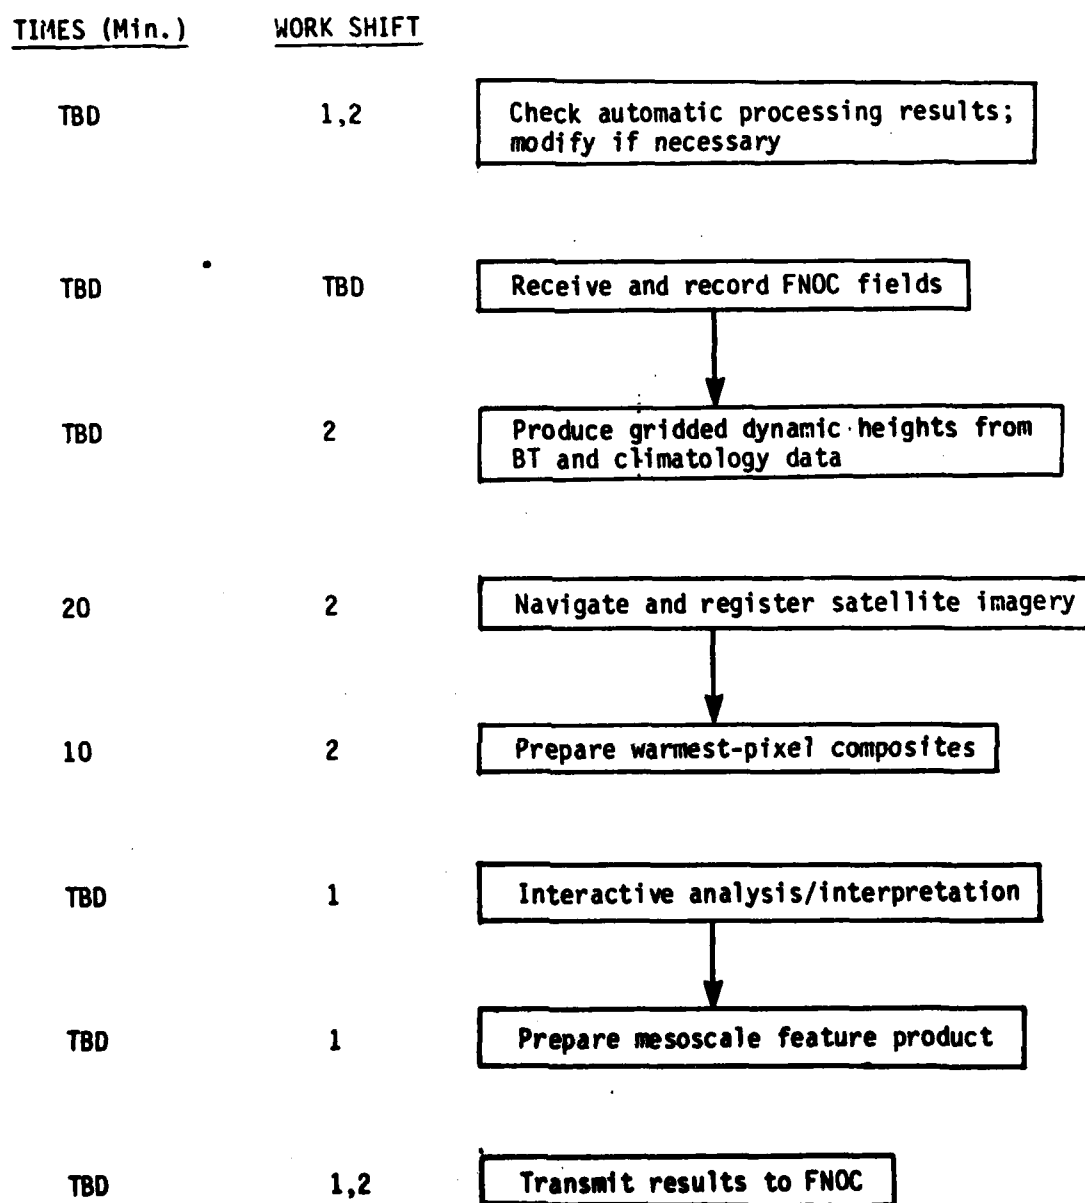 TIMES (Min.) WORK SHIFT
TBD 1,2 Check automatic processing results;
modify if necessary
TBD TBD Receive and record FNOC fields
TBD 2 Produce gridded dynamic heights from
BT and climatology data
20 2 Navigate and register satellite imagery
10 2 Prepare warmest-pixel composites
TBD 1 Interactive analysis/interpretation
TBD 1 Prepare mesoscale feature product
TBD 1,2 Transmit results to FNOC